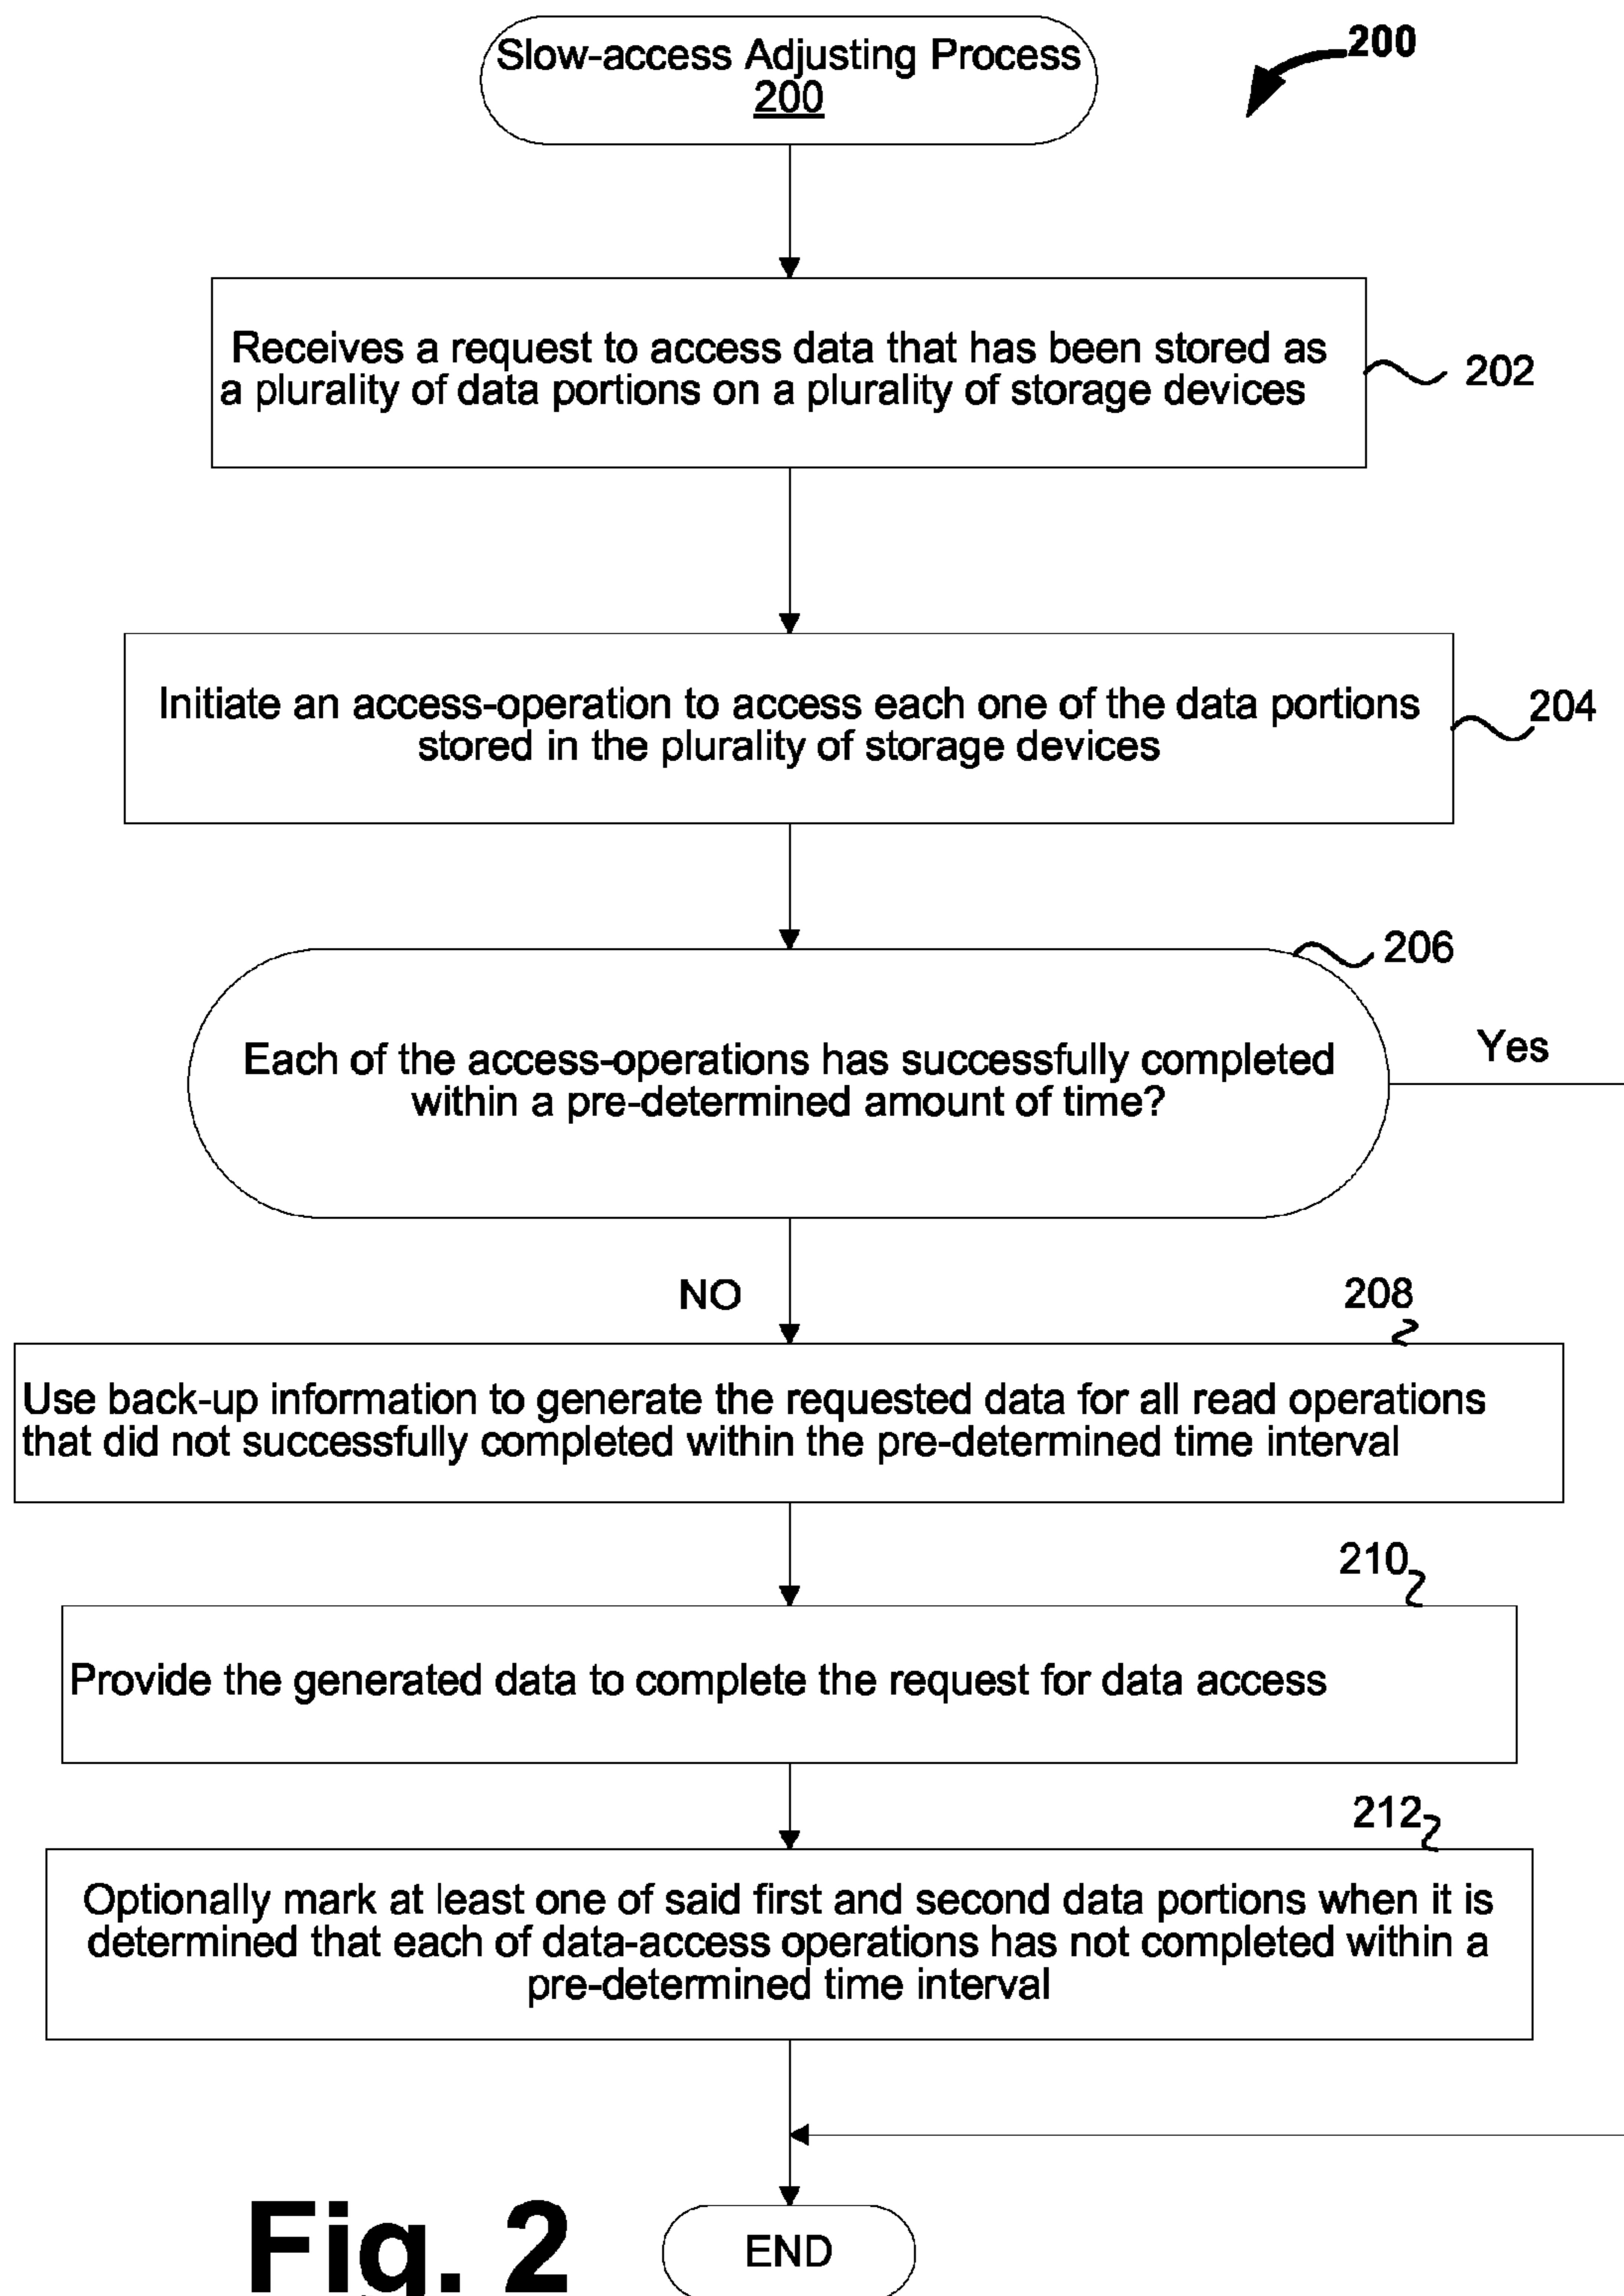 Slow-access Adjusting Process
200
200
Receives a request to access data that has been stored as
a plurality of data portions on a plurality of storage devices
202
Initiate an access-operation to access each one of the data portions
stored in the plurality of storage devices
204
206
Each of the access-operations has successfully completed
within a pre-determined amount of time?
Yes
NO
208
Use back-up information to generate the requested data for all read operations
that did not successfully completed within the pre-determined time interval
210
Provide the generated data to complete the request for data access
212
Optionally mark at least one of said first and second data portions when it is
determined that each of data-access operations has not completed within a
pre-determined time interval
END
Fig. 2